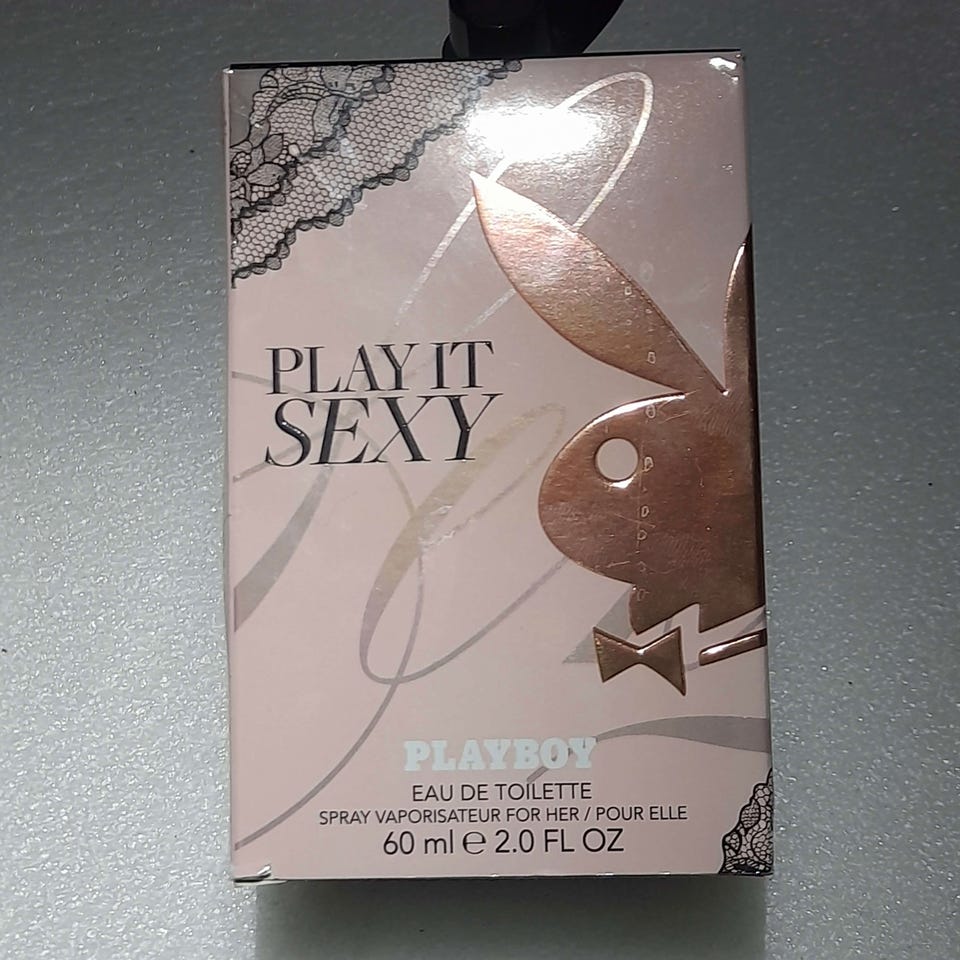 PLAY IT
SEXY
PLAYBOY
EAU DE TOILETTE
SPRAY VAPORISATEUR FOR HER / POUR ELLE
60 ml ℮ 2.0 FL OZ